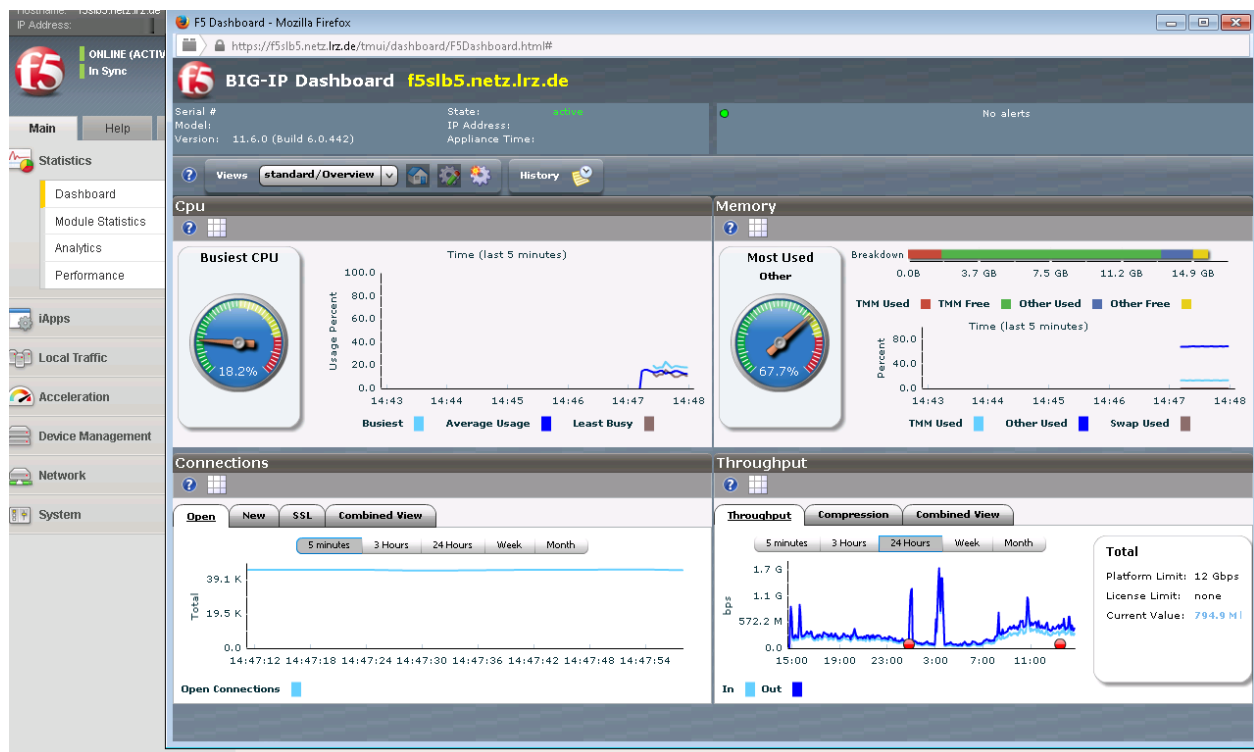 IP Address:
ONLINE (ACTIV
In Sync
Main
Help
Statistics
Dashboard
Module Statistics
Analytics
Performance
iApps
Local Traffic
Acceleration
Device Management
Network
System
F5 Dashboard - Mozilla Firefox
https://f5slb5.netz.lrz.de/tmui/dashboard/F5Dashboard.html#
f5 BIG-IP Dashboard f5slb5.netz.lrz.de
Serial #
Model:
Version: 11.6.0 (Build 6.0.442)
State: active
IP Address:
Appliance Time:
No alerts
Views standard/Overview
History
Cpu
Busiest CPU
18.2%
Time (last 5 minutes)
Usage Percent
100.0
80.0
60.0
40.0
20.0
0.0
14:43 14:44 14:45 14:46 14:47 14:48
Busiest Average Usage Least Busy
Memory
Most Used
Other
67.7%
Breakdown
0.0B 3.7 GB 7.5 GB 11.2 GB 14.9 GB
TMM Used TMM Free Other Used Other Free
Time (last 5 minutes)
Percent
80.0
40.0
0.0
14:43 14:44 14:45 14:46 14:47 14:48
TMM Used Other Used Swap Used
Connections
Open New SSL Combined View
5 minutes 3 Hours 24 Hours Week Month
Total
39.1 K
19.5 K
0.0
14:47:12 14:47:18 14:47:24 14:47:30 14:47:36 14:47:42 14:47:48 14:47:54
Open Connections
Throughput
Throughput Compression Combined View
5 minutes 3 Hours 24 Hours Week Month
bps
1.7 G
1.1 G
572.2 M
0.0
15:00 19:00 23:00 3:00 7:00 11:00
In Out
Total
Platform Limit: 12 Gbps
License Limit: none
Current Value: 794.9 M